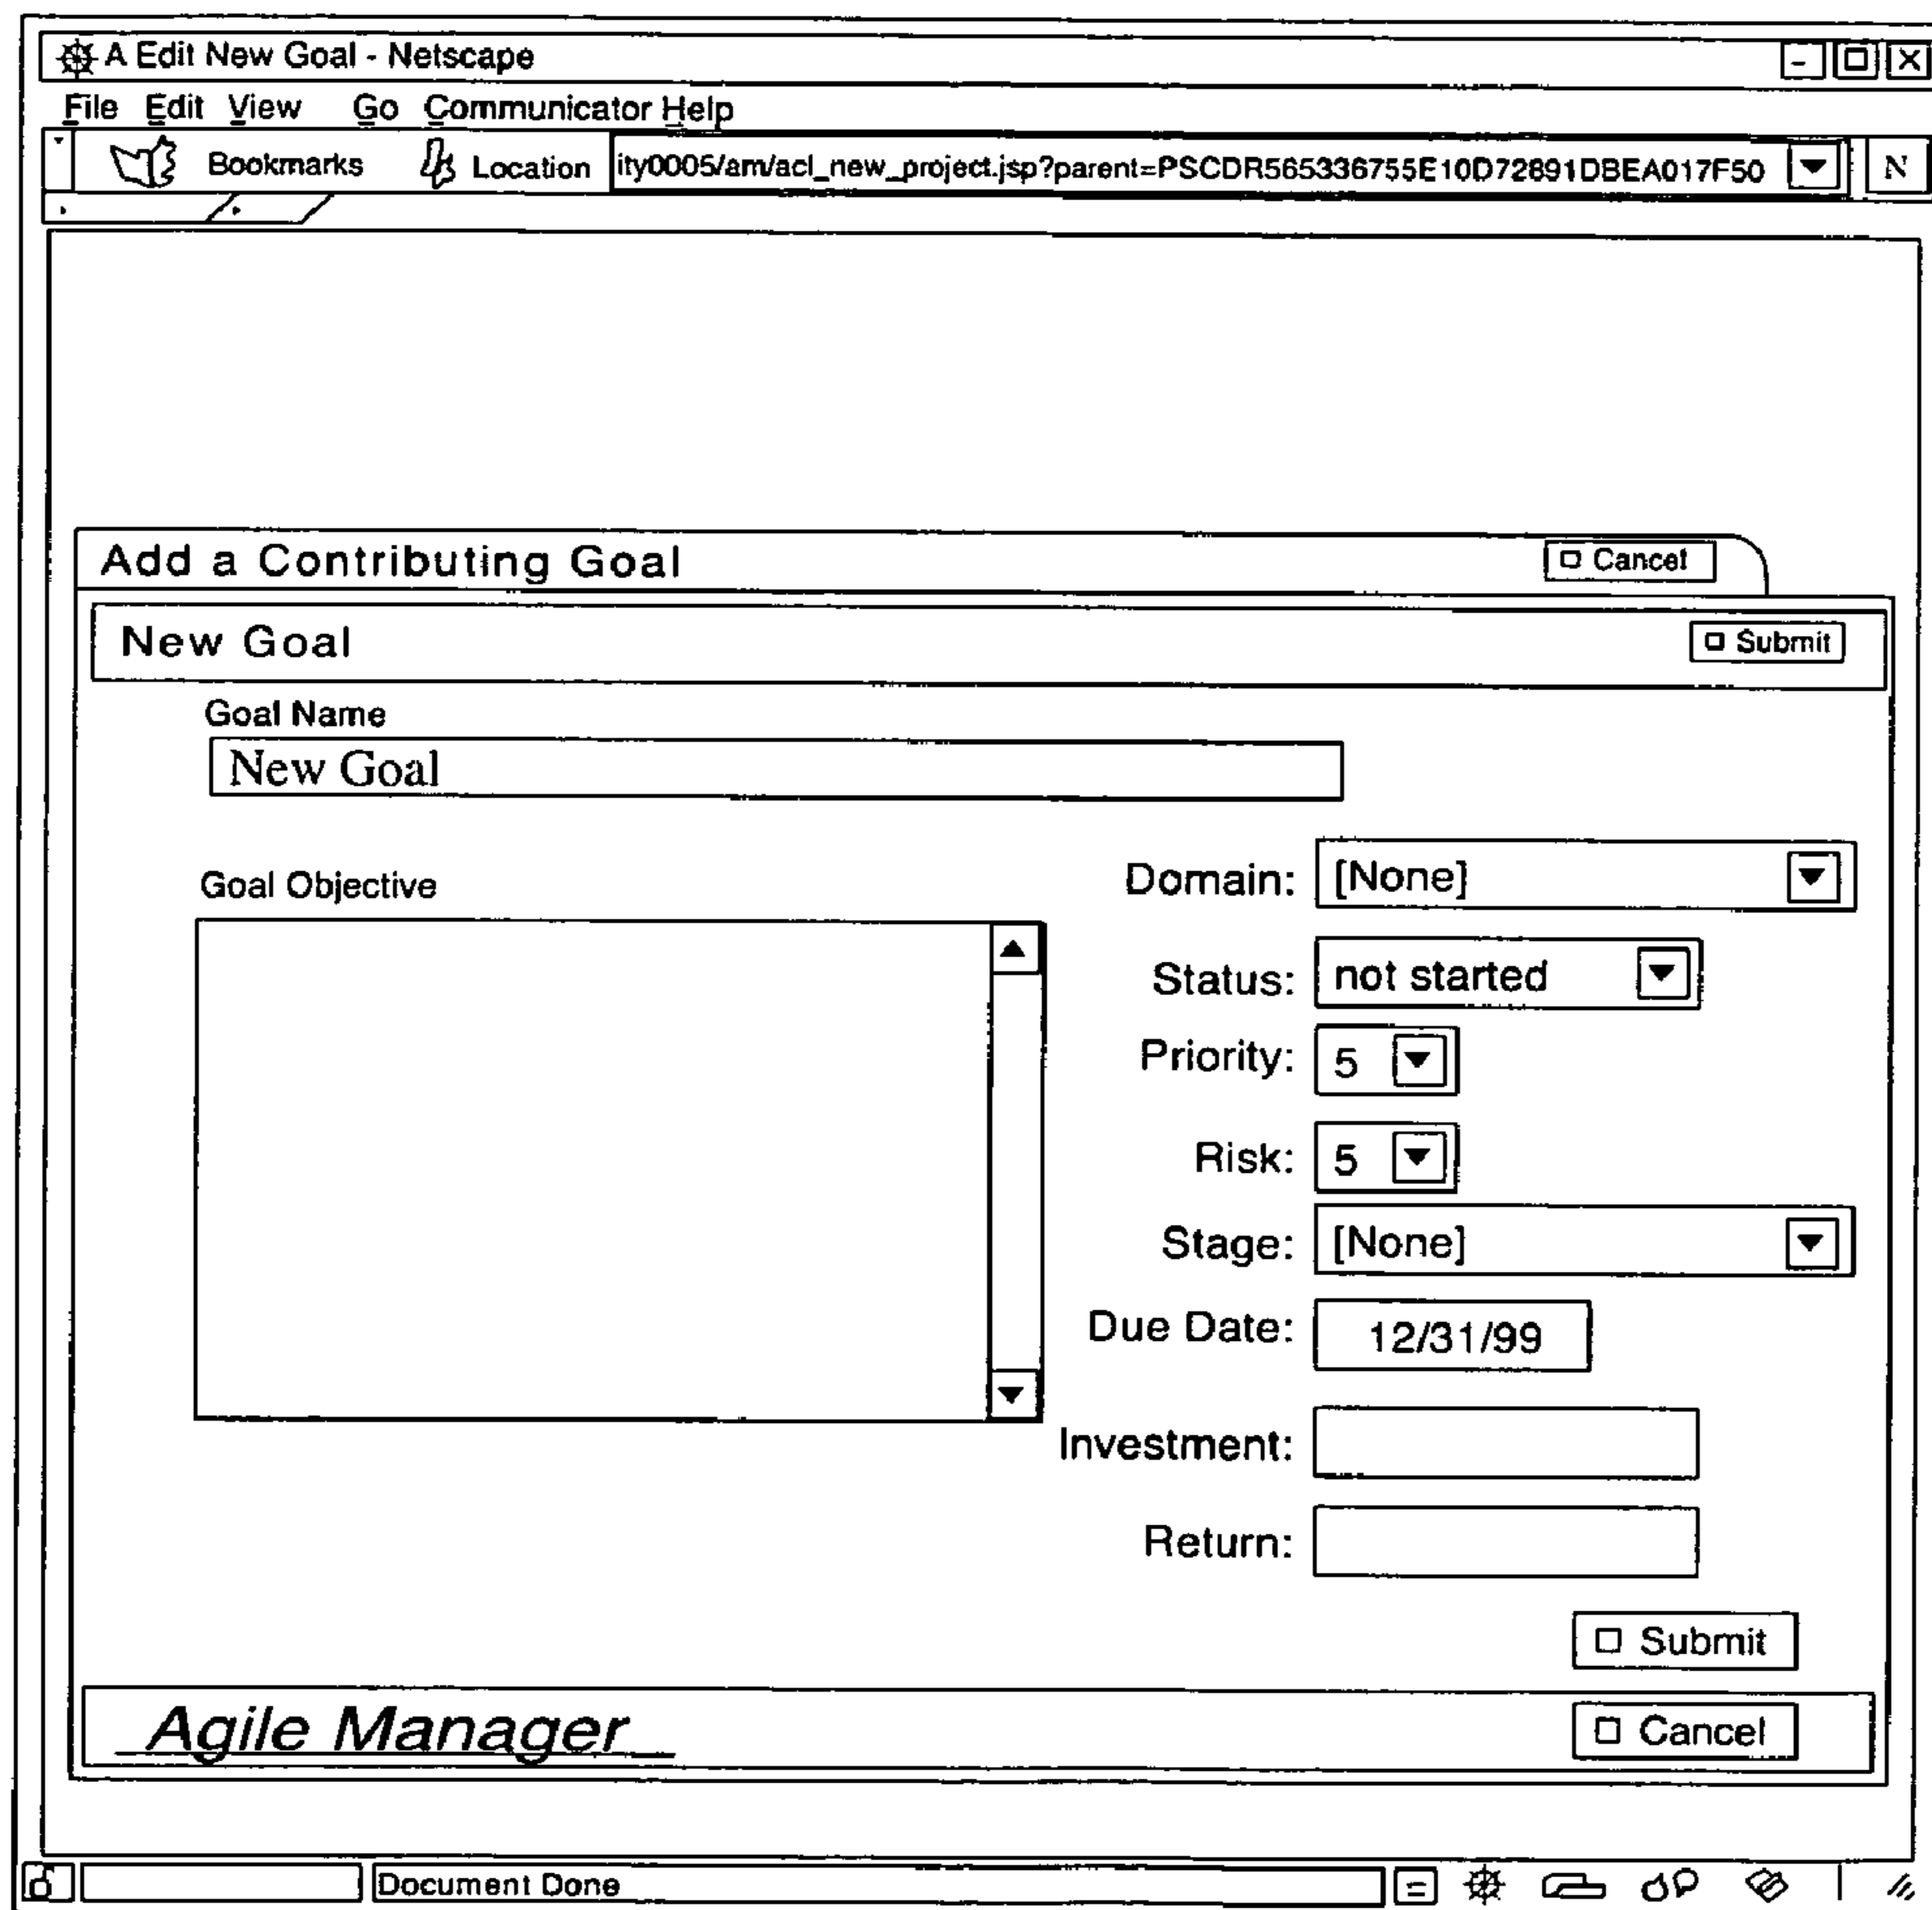 A Edit New Goal - Netscape
File Edit View Go Communicator Help
Bookmarks Location ity0005/am/acl_new_project.jsp?parent=PSCDR565336755E10D72891DBEA017F50 N
Add a Contributing Goal Cancel
New Goal Submit
Goal Name
New Goal
Goal Objective
Domain: [None]
Status: not started
Priority: 5
Risk: 5
Stage: [None]
Due Date: 12/31/99
Investment:
Return:
Submit
Agile Manager Cancel
Document Done